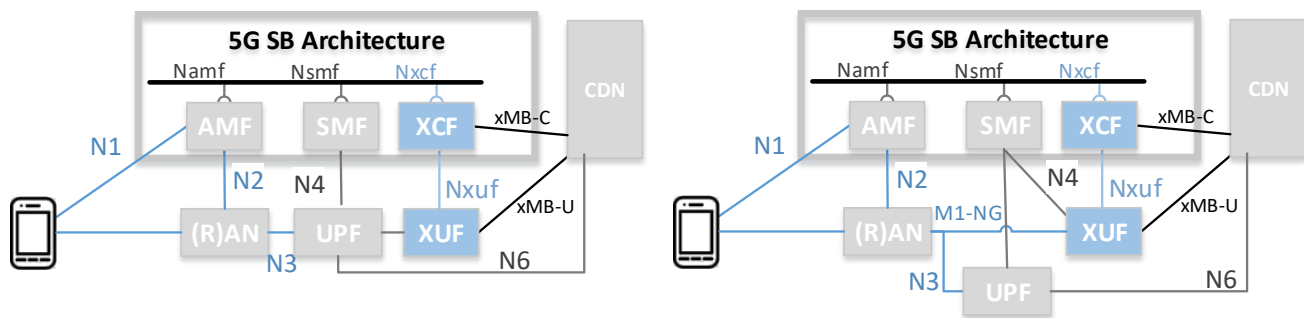 5G SB Architecture
Namf Nsmf Nxcf
CDN
AMF SMF XCF
xMB-C
N1
N2 N4 Nxuf
xMB-U
(R)AN UPF XUF
N3
N6
5G SB Architecture
Namf Nsmf Nxcf
CDN
AMF SMF XCF
xMB-C
N1
N2 N4 Nxuf
xMB-U
M1-NG
(R)AN XUF
N3 N6
UPF